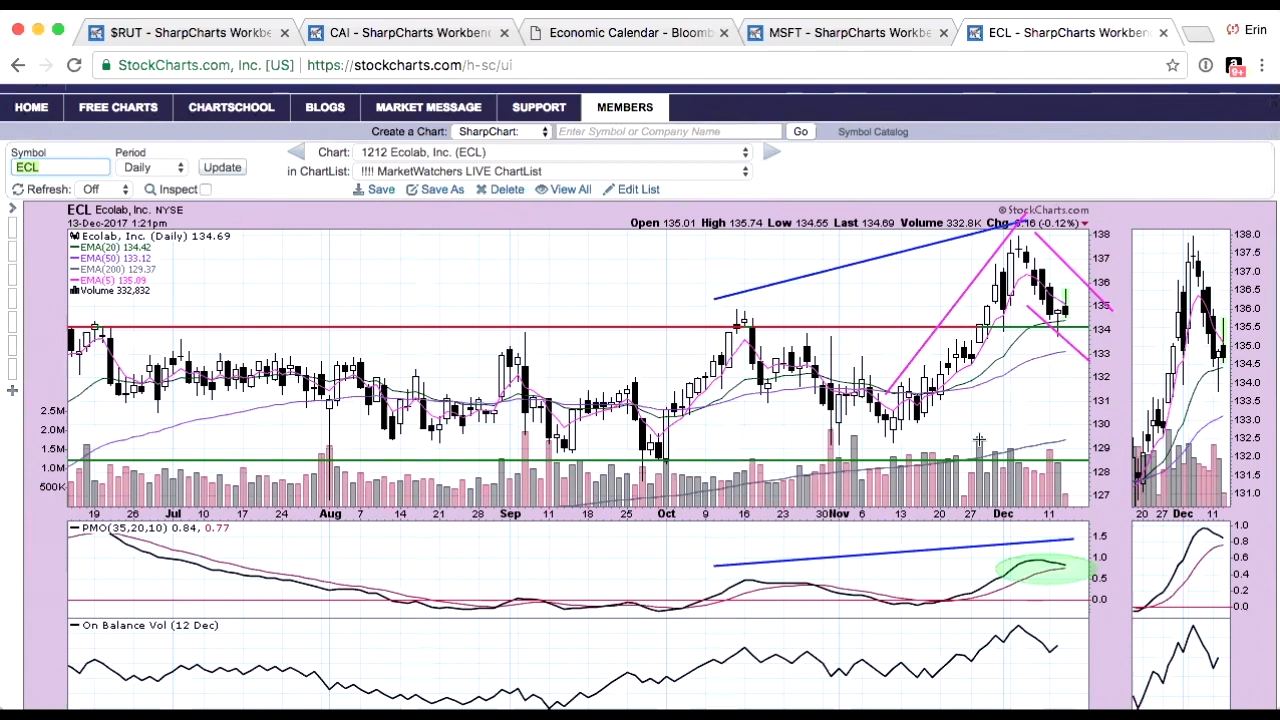 $RUT - SharpCharts Workb
CAI - SharpCharts Workbenc
Economic Calendar - Bloomb
MSFT - SharpCharts Workbe
ECL - SharpCharts Workbenc
Erin
StockCharts.com, Inc. [US]
https://stockcharts.com/h-sc/ui
9+
HOME
FREE CHARTS
CHARTSCHOOL
BLOGS
MARKET MESSAGE
SUPPORT
MEMBERS
Create a Chart:
SharpChart:
Enter Symbol or Company Name
Go
Symbol Catalog
Symbol
Period
ECL
Daily
Update
Chart:
1212 Ecolab, Inc. (ECL)
in ChartList:
!!!! MarketWatchers LIVE ChartList
Refresh:
Off
Inspect
Save
Save As
Delete
View All
Edit List
ECL Ecolab, Inc. NYSE
© StockCharts.com
13-Dec-2017 1:21pm
Open 135.01 High 135.74 Low 134.55 Last 134.69 Volume 332.8K Chg (-0.12%)
Ecolab, Inc. (Daily) 134.69
EMA(20) 134.42
EMA(50) 133.12
EMA(200) 129.37
EMA(5) 135.09
Volume 332,832
138
137
136
135
134
133
132
131
130
129
128
127
2.5M
2.0M
1.5M
1.0M
500K
19 26 Jul 10 17 24 Aug 7 14 21 28 Sep 11 18 25 Oct 9 16 23 30 Nov 6 13 20 27 Dec 11
138.0
137.5
137.0
136.5
136.0
135.5
135.0
134.5
134.0
133.5
133.0
132.5
132.0
131.5
131.0
20 27 Dec 11
PMO(35,20,10) 0.84, 0.77
1.5
1.0
0.5
0.0
1.0
0.8
0.6
0.4
0.2
0.0
On Balance Vol (12 Dec)